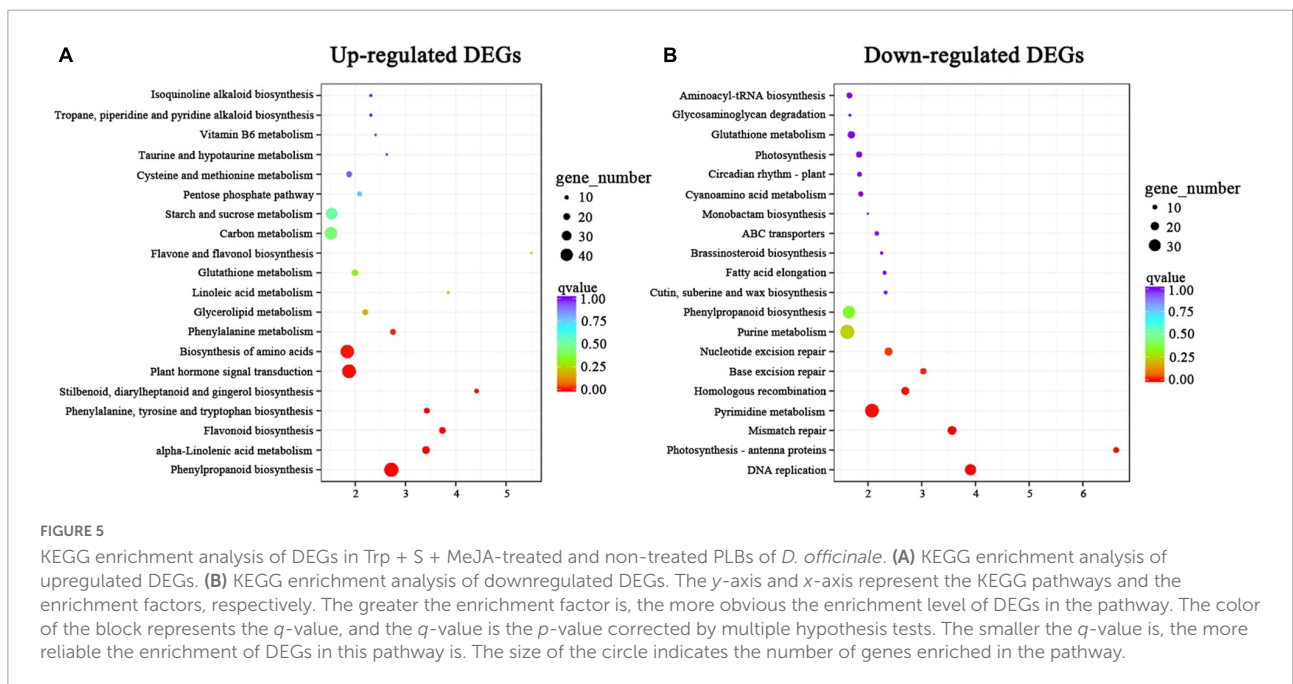 A
Up-regulated DEGs
Isoquinoline alkaloid biosynthesis
Tropane, piperidine and pyridine alkaloid biosynthesis
Vitamin B6 metabolism
Taurine and hypotaurine metabolism
Cysteine and methionine metabolism
Pentose phosphate pathway
Starch and sucrose metabolism
Carbon metabolism
Flavone and flavonol biosynthesis
Glutathione metabolism
Linoleic acid metabolism
Glycerolipid metabolism
Phenylalanine metabolism
Biosynthesis of amino acids
Plant hormone signal transduction
Stilbenoid, diarylheptanoid and gingerol biosynthesis
Phenylalanine, tyrosine and tryptophan biosynthesis
Flavonoid biosynthesis
alpha-Linolenic acid metabolism
Phenylpropanoid biosynthesis
2 3 4 5
gene_number
10
20
30
40
qvalue
1.00
0.75
0.50
0.25
0.00
B
Down-regulated DEGs
Aminoacyl-tRNA biosynthesis
Glycosaminoglycan degradation
Glutathione metabolism
Photosynthesis
Circadian rhythm - plant
Cyanoamino acid metabolism
Monobactam biosynthesis
ABC transporters
Brassinosteroid biosynthesis
Fatty acid elongation
Cutin, suberine and wax biosynthesis
Phenylpropanoid biosynthesis
Purine metabolism
Nucleotide excision repair
Base excision repair
Homologous recombination
Pyrimidine metabolism
Mismatch repair
Photosynthesis - antenna proteins
DNA replication
2 3 4 5 6
gene_number
10
20
30
qvalue
1.00
0.75
0.50
0.25
0.00
FIGURE 5
KEGG enrichment analysis of DEGs in Trp + S + MeJA-treated and non-treated PLBs of D. officinale. (A) KEGG enrichment analysis of
upregulated DEGs. (B) KEGG enrichment analysis of downregulated DEGs. The y-axis and x-axis represent the KEGG pathways and the
enrichment factors, respectively. The greater the enrichment factor is, the more obvious the enrichment level of DEGs in the pathway. The color
of the block represents the q-value, and the q-value is the p-value corrected by multiple hypothesis tests. The smaller the q-value is, the more
reliable the enrichment of DEGs in this pathway is. The size of the circle indicates the number of genes enriched in the pathway.